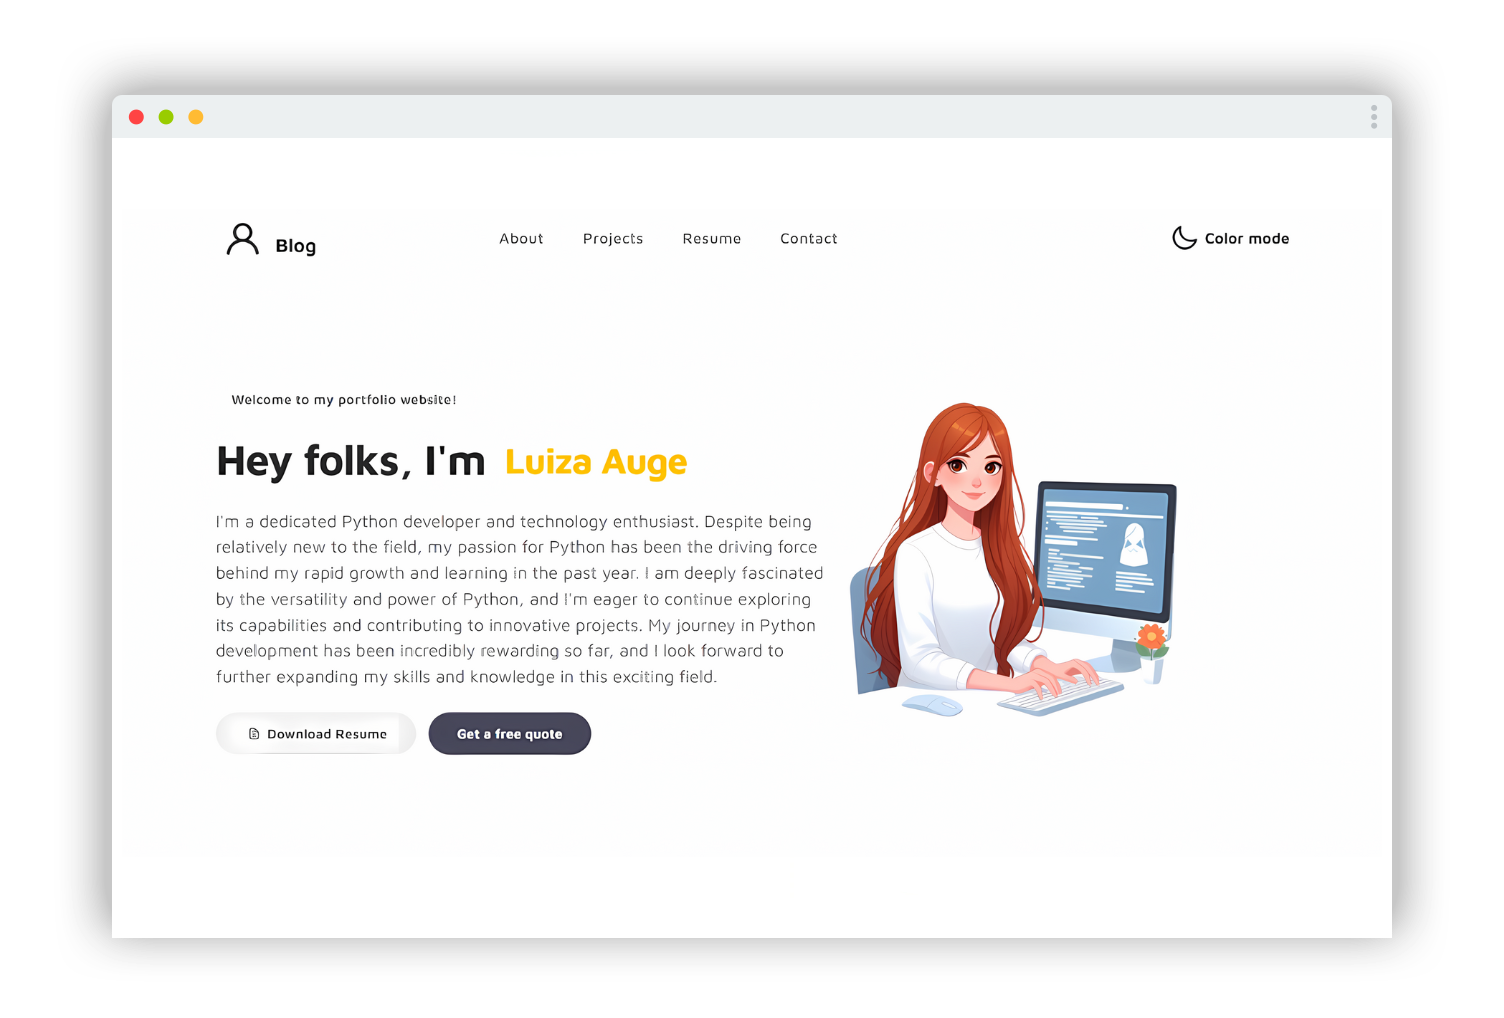 Blog
About Projects Resume Contact
Color mode
Welcome to my portfolio website!
Hey folks, I'm Luiza Auge
I'm a dedicated Python developer and technology enthusiast. Despite being
relatively new to the field, my passion for Python has been the driving force
behind my rapid growth and learning in the past year. I am deeply fascinated
by the versatility and power of Python, and I'm eager to continue exploring
its capabilities and contributing to innovative projects. My journey in Python
development has been incredibly rewarding so far, and I look forward to
further expanding my skills and knowledge in this exciting field.
Download Resume
Get a free quote